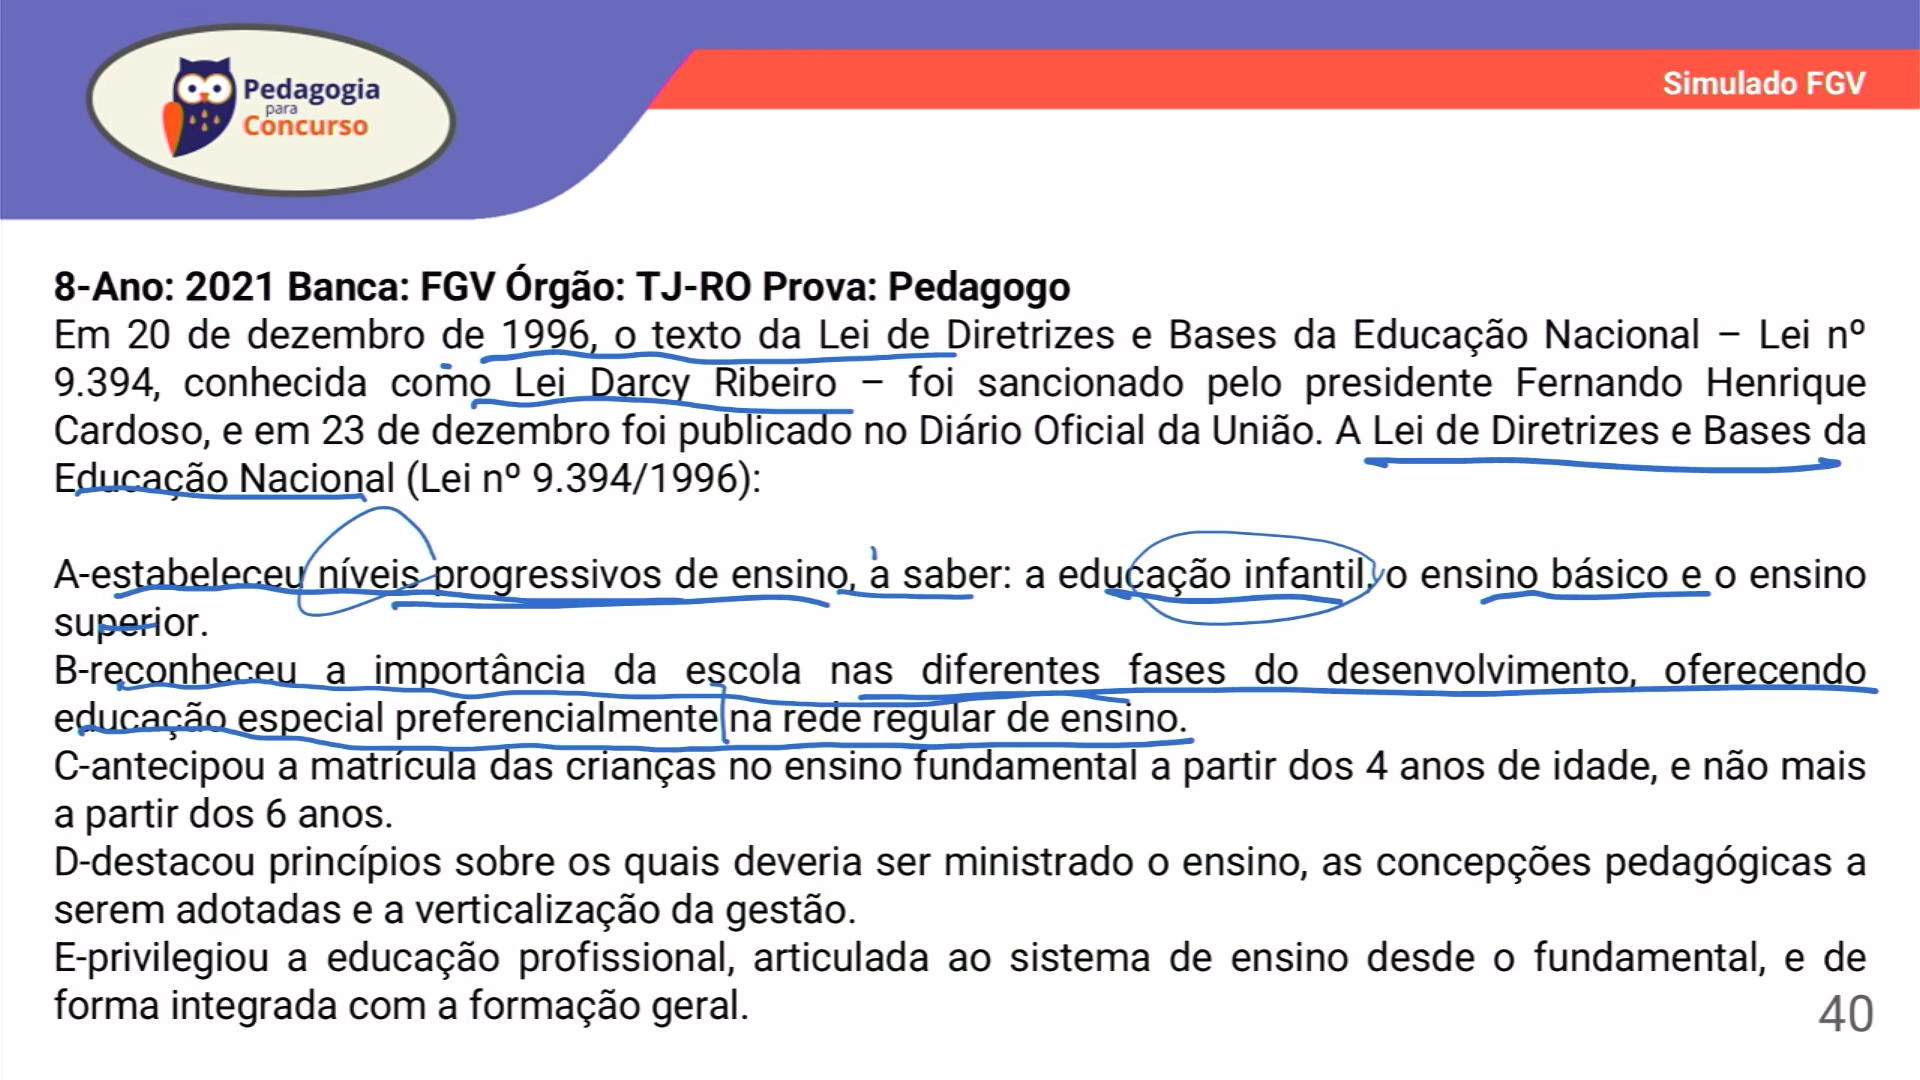 Pedagogia
para
Concurso
Simulado FGV
8-Ano: 2021 Banca: FGV Órgão: TJ-RO Prova: Pedagogo
Em 20 de dezembro de 1996, o texto da Lei de Diretrizes e Bases da Educação Nacional – Lei nº
9.394, conhecida como Lei Darcy Ribeiro – foi sancionado pelo presidente Fernando Henrique
Cardoso, e em 23 de dezembro foi publicado no Diário Oficial da União. A Lei de Diretrizes e Bases da
Educação Nacional (Lei nº 9.394/1996):
A-estabeleceu níveis progressivos de ensino, a saber: a educação infantil, o ensino básico e o ensino
superior.
B-reconheceu a importância da escola nas diferentes fases do desenvolvimento, oferecendo
educação especial preferencialmente na rede regular de ensino.
C-antecipou a matrícula das crianças no ensino fundamental a partir dos 4 anos de idade, e não mais
a partir dos 6 anos.
D-destacou princípios sobre os quais deveria ser ministrado o ensino, as concepções pedagógicas a
serem adotadas e a verticalização da gestão.
E-privilegiou a educação profissional, articulada ao sistema de ensino desde o fundamental, e de
forma integrada com a formação geral.
40